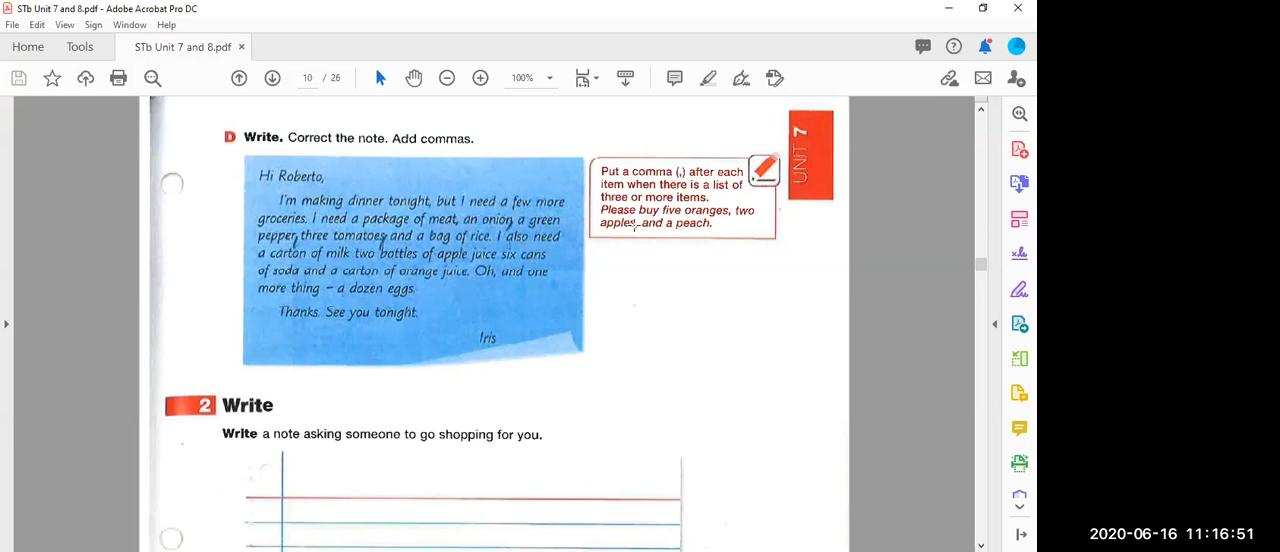 STb Unit 7 and 8.pdf - Adobe Acrobat Pro DC
File Edit View Sign Window Help
Home Tools STb Unit 7 and 8.pdf ×
10 / 26 100%
D Write. Correct the note. Add commas.
Hi Roberto,
I'm making dinner tonight, but I need a few more
groceries. I need a package of meat, an onion, a green
pepper, three tomatoes, and a bag of rice. I also need
a carton of milk two bottles of apple juice six cans
of soda and a carton of orange juice. Oh, and one
more thing – a dozen eggs.
Thanks. See you tonight.
Iris
Put a comma (,) after each
item when there is a list of
three or more items.
Please buy five oranges, two
apples, and a peach.
UNIT 7
2 Write
Write a note asking someone to go shopping for you.
2020-06-16 11:16:51